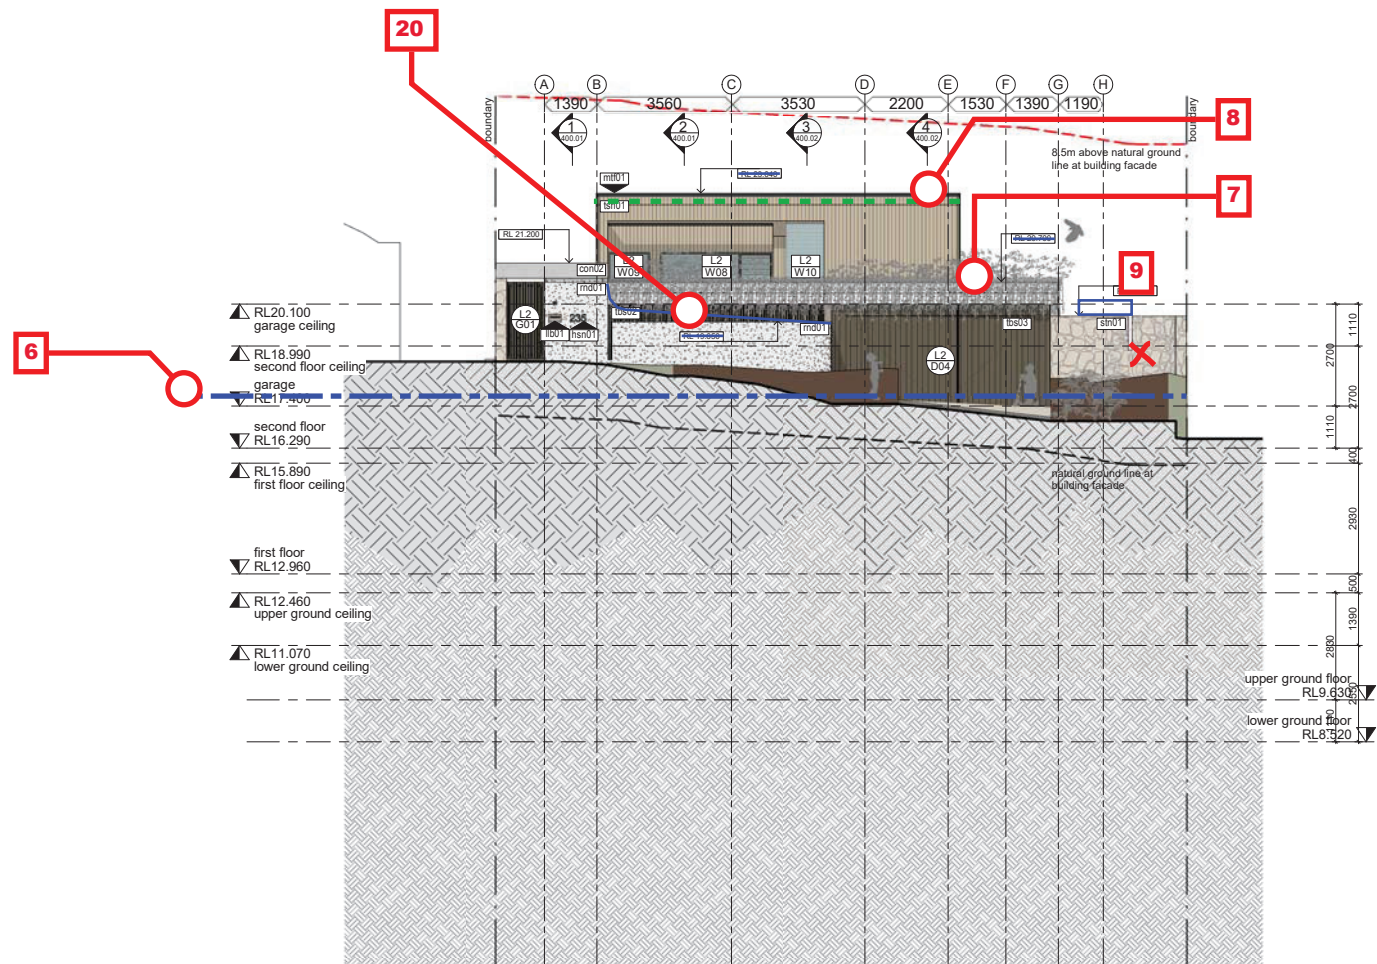 20
A
B
C
D
E
F
G
H
1390
3560
3530
2200
1530
1390
1190
boundary
boundary
8
1
400.01
2
400.01
3
400.02
4
400.02
8.5m above natural ground
line at building facade
mtf01
tsn01
7
RL 21.200
con02
L2
W09
L2
W08
L2
W10
9
rnd01
tbs02
L2
G01
235
lib01
hsn01
rnd01
tbs03
stn01
L2
D04
6
RL20.100
garage ceiling
RL18.990
second floor ceiling
garage
RL17.400
second floor
RL16.290
RL15.890
first floor ceiling
natural ground line at
building facade
first floor
RL12.960
RL12.460
upper ground ceiling
RL11.070
lower ground ceiling
upper ground floor
RL9.630
lower ground floor
RL8.520
1110
2700
2700
1110
400
2930
500
1390
2830